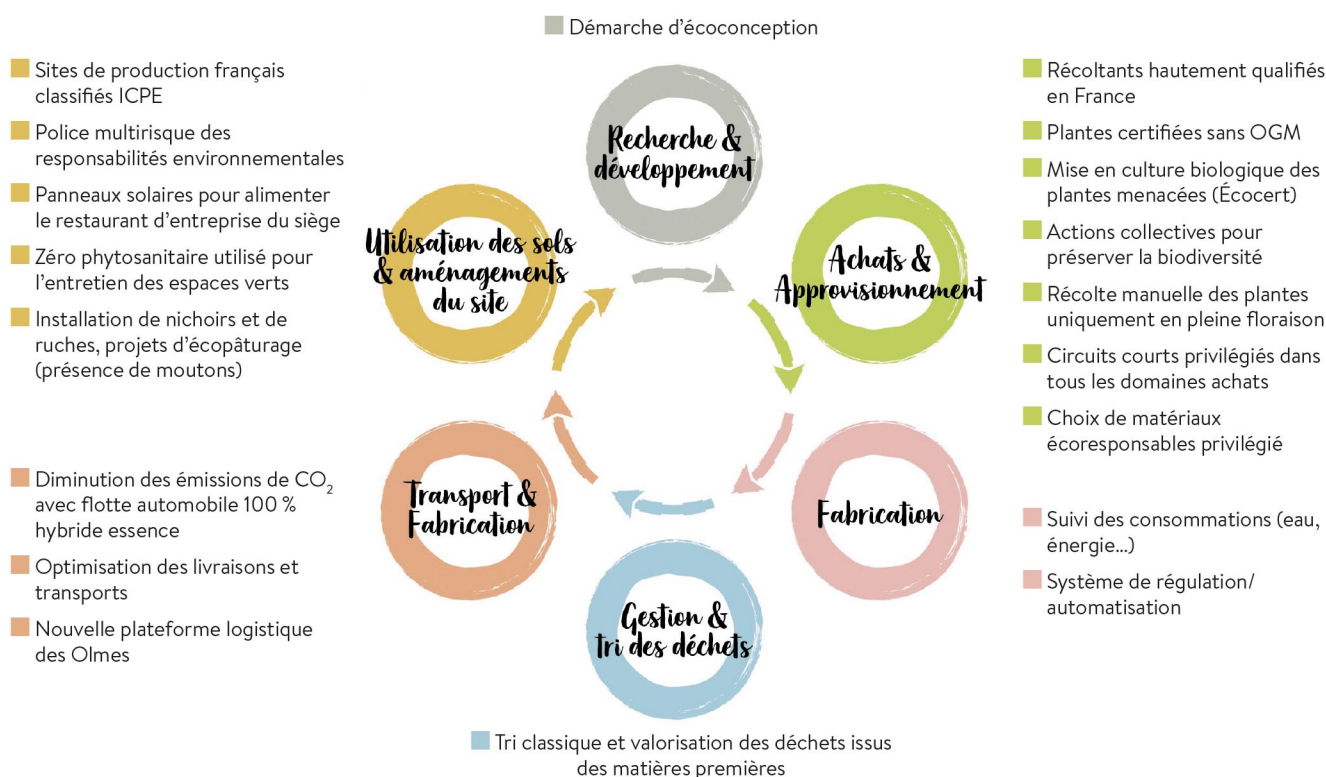 Démarche d'écoconception
Sites de production français
classifiés ICPE
Police multirisque des
responsabilités environnementales
Panneaux solaires pour alimenter
le restaurant d'entreprise du siège
Zéro phytosanitaire utilisé pour
l'entretien des espaces verts
Installation de nichoirs et de
ruches, projets d'écopâturage
(présence de moutons)
Recherche &
développement
Récoltants hautement qualifiés
en France
Plantes certifiées sans OGM
Mise en culture biologique des
plantes menacées (Écocert)
Actions collectives pour
préserver la biodiversité
Récolte manuelle des plantes
uniquement en pleine floraison
Circuits courts privilégiés dans
tous les domaines achats
Choix de matériaux
écoresponsables privilégié
Utilisation des sols
& aménagements
du site
Achats &
Approvisionnement
Diminution des émissions de CO₂
avec flotte automobile 100 %
hybride essence
Optimisation des livraisons et
transports
Nouvelle plateforme logistique
des Olmes
Transport &
Fabrication
Fabrication
Suivi des consommations (eau,
énergie...)
Système de régulation/
automatisation
Gestion &
tri des déchets
Tri classique et valorisation des déchets issus
des matières premières